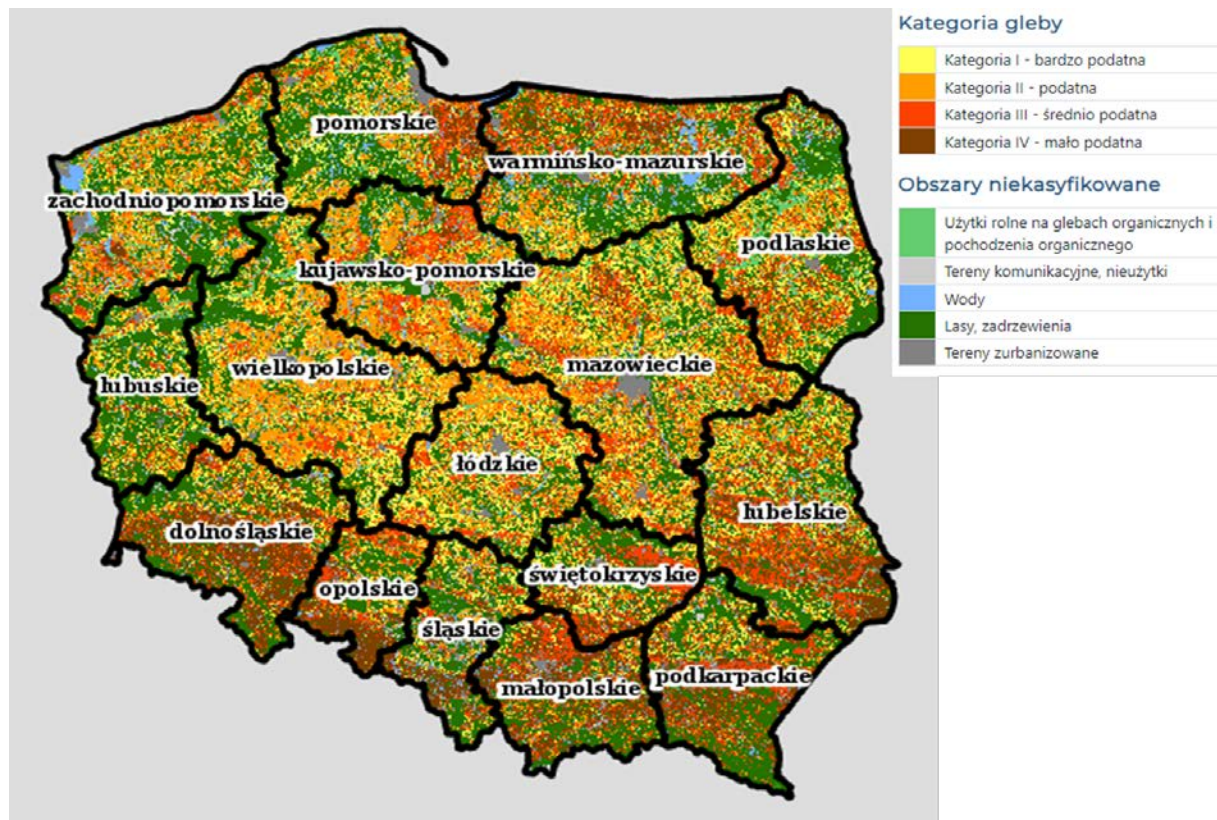 Kategoria gleby
Kategoria I - bardzo podatna
Kategoria II - podatna
Kategoria III - średnio podatna
Kategoria IV - mało podatna
Obszary niekasyfikowane
Użytki rolne na glebach organicznych i
pochodzenia organicznego
Tereny komunikacyjne, nieużytki
Wody
Lasy, zadrzewienia
Tereny zurbanizowane
pomorskie
warmińsko-mazurskie
zachodniopomorskie
podlaskie
kujawsko-pomorskie
mazowieckie
wielkopolskie
lubuskie
łódzkie
lubelskie
dolnośląskie
świętokrzyskie
opolskie
śląskie
podkarpackie
małopolskie